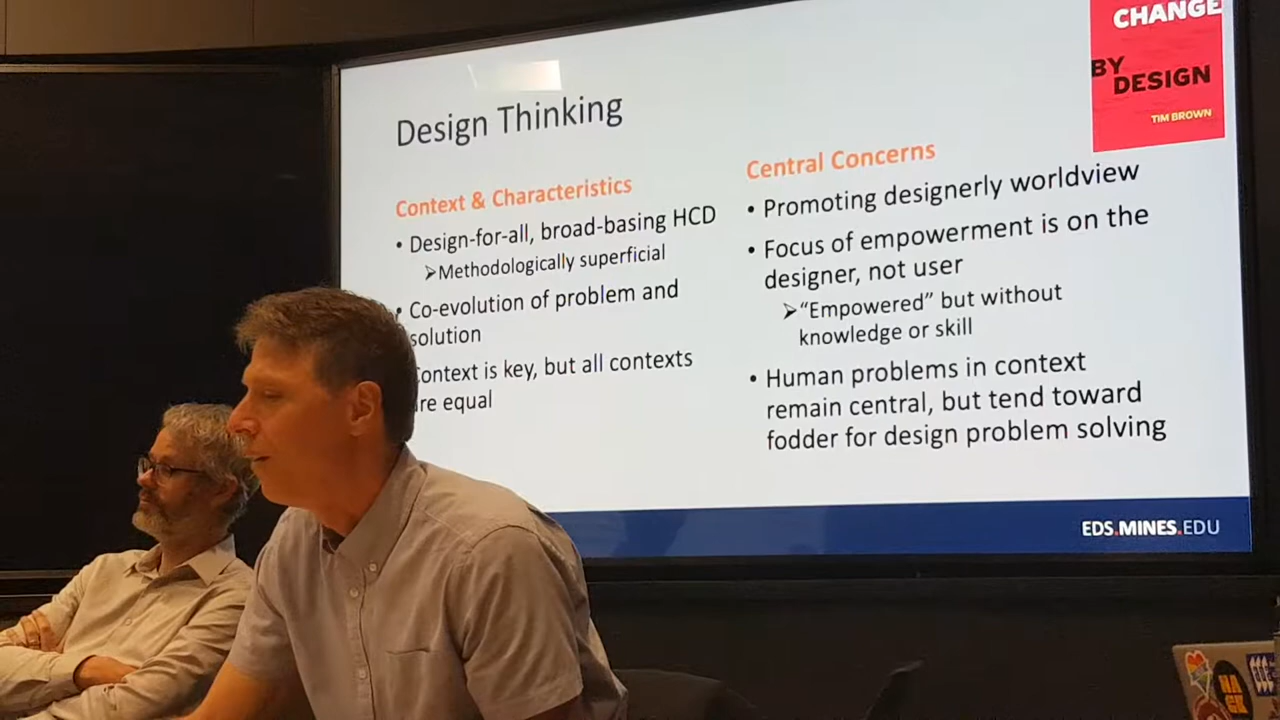 CHANGE
BY
DESIGN
TIM BROWN
Design Thinking
Context & Characteristics
• Design-for-all, broad-basing HCD
➢Methodologically superficial
• Co-evolution of problem and
solution
ontext is key, but all contexts
re equal
Central Concerns
• Promoting designerly worldview
• Focus of empowerment is on the
designer, not user
➢“Empowered” but without
knowledge or skill
• Human problems in context
remain central, but tend toward
fodder for design problem solving
EDS.MINES.EDU